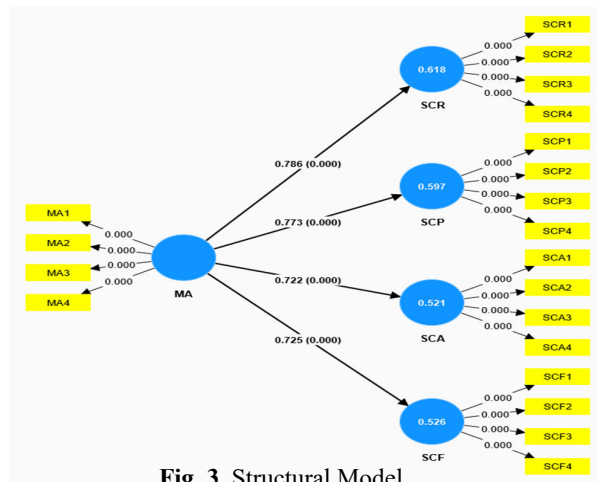 SCR1
0.000
SCR2
0.000
0.618
0.000
SCR3
0.000
SCR
SCR4
0.786 (0.000)
SCP1
0.000
SCP2
0.000
0.597
0.000
SCP3
0.000
SCP
SCP4
0.773 (0.000)
MA1
0.000
MA2
0.000
MA3
0.000
MA4
0.000
MA
0.722 (0.000)
SCA1
0.000
SCA2
0.000
0.521
0.000
SCA3
0.000
SCA
SCA4
0.725 (0.000)
SCF1
0.000
SCF2
0.000
0.526
0.000
SCF3
0.000
SCF
SCF4
Fig. 3. Structural Model